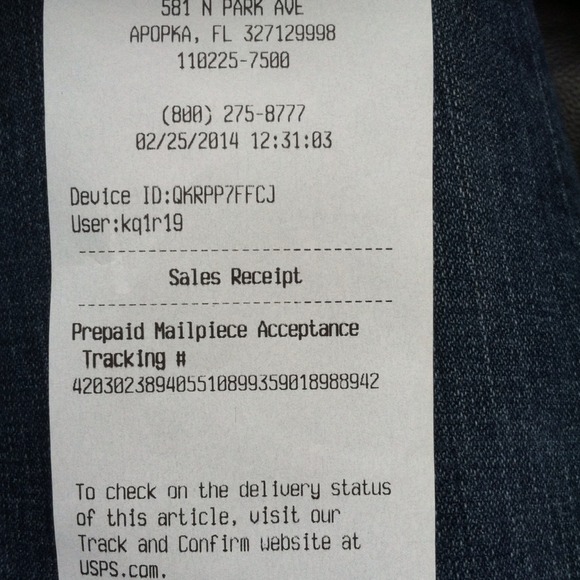 581 N PARK AVE
APOPKA, FL 327129998
110225-7500
(800) 275-8777
02/25/2014 12:31:03
Device ID:QKRPP7FFCJ
User:kq1r19
Sales Receipt
Prepaid Mailpiece Acceptance
Tracking #
420302389405510899359018988942
To check on the delivery status
of this article, visit our
Track and Confirm website at
USPS.com.